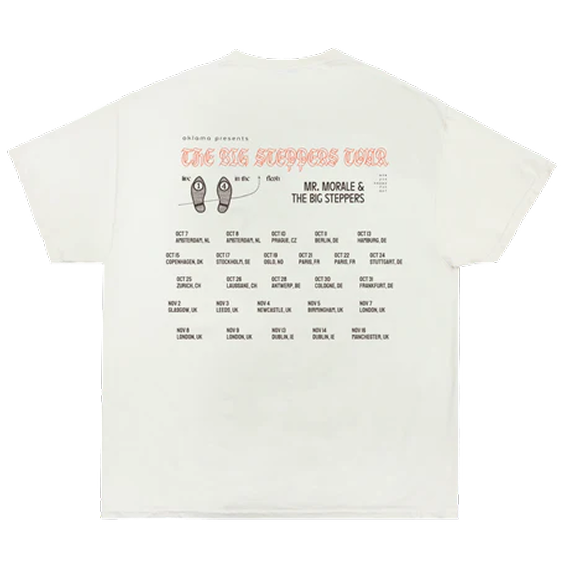 oklama presents
THE BIG STEPPERS TOUR
live in the flesh
1 4
MR. MORALE &
THE BIG STEPPERS
OCT 7 OCT 8 OCT 10 OCT 11 OCT 13
AMSTERDAM, NL AMSTERDAM, NL PRAGUE, CZ BERLIN, DE HAMBURG, DE
OCT 15 OCT 17 OCT 19 OCT 21 OCT 22 OCT 24
COPENHAGEN, DK STOCKHOLM, SE OSLO, NO PARIS, FR PARIS, FR STUTTGART, DE
OCT 25 OCT 26 OCT 28 OCT 30 OCT 31
ZURICH, CH LAUSSANE, CH ANTWERP, BE COLOGNE, DE FRANKFURT, DE
NOV 2 NOV 3 NOV 4 NOV 5 NOV 7
GLASGOW, UK LEEDS, UK NEWCASTLE, UK BIRMINGHAM, UK LONDON, UK
NOV 8 NOV 9 NOV 13 NOV 14 NOV 16
LONDON, UK LONDON, UK DUBLIN, IE DUBLIN, IE MANCHESTER, UK